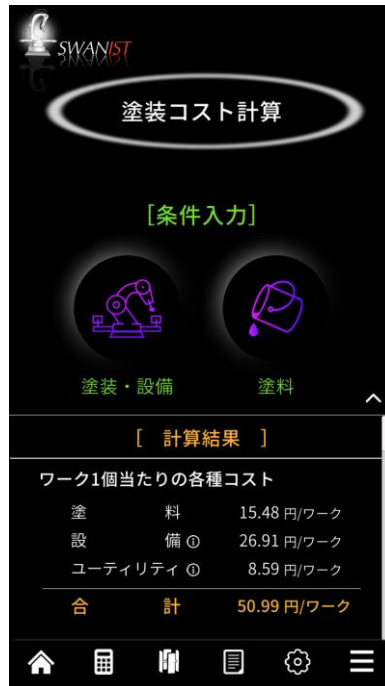 SWANIST
塗装コスト計算
[条件入力]
塗装・設備 塗料
[ 計算結果 ]
ワーク1個当たりの各種コスト
塗 料 15.48 円/ワーク
設 備 ⓘ 26.91 円/ワーク
ユーティリティ ⓘ 8.59 円/ワーク
合 計 50.99 円/ワーク